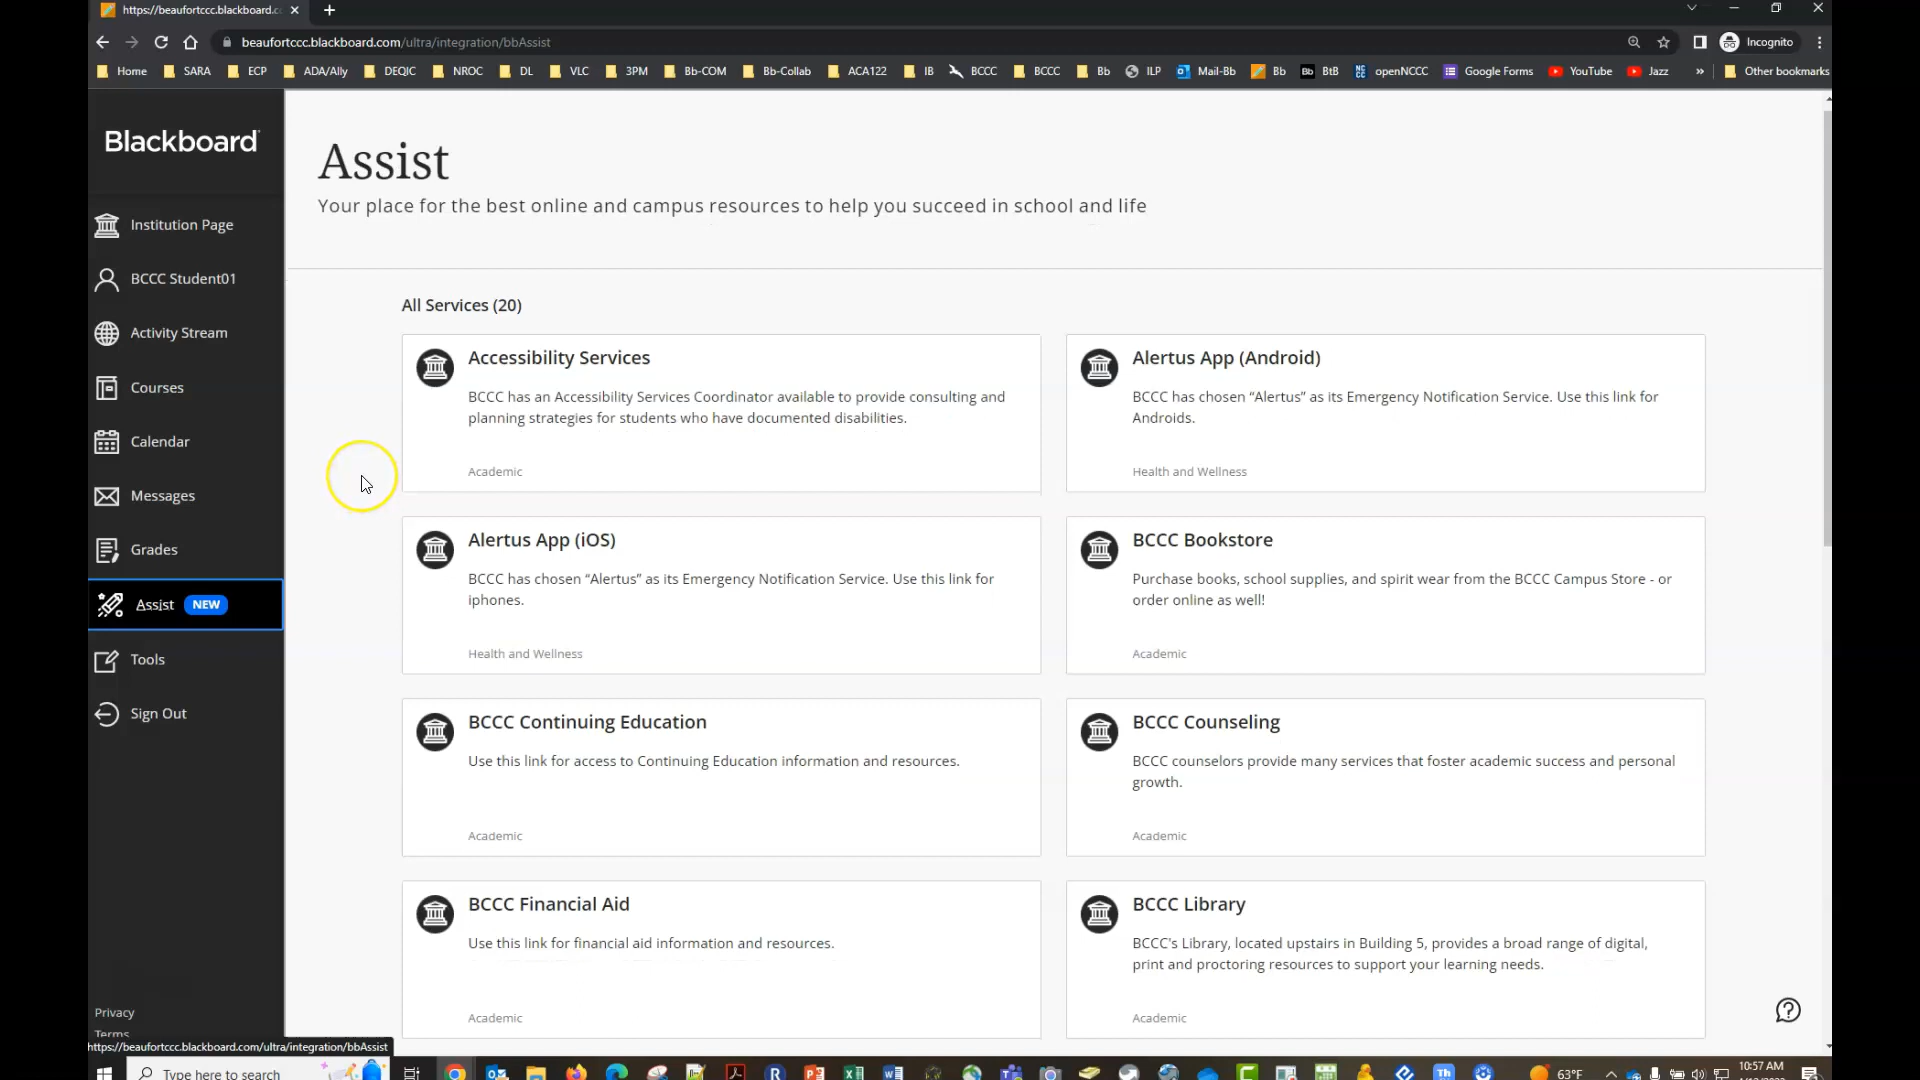 https://beaufortccc.blackboard.c
beaufortccc.blackboard.com/ultra/integration/bbAssist
Incognito
Home SARA ECP ADA/Ally DEQIC NROC DL VLC 3PM Bb-COM Bb-Collab ACA122 IB BCCC BCCC Bb ILP Mail-Bb Bb BtB openNCCC Google Forms YouTube Jazz » Other bookmarks
Blackboard
Institution Page
BCCC Student01
Activity Stream
Courses
Calendar
Messages
Grades
Assist NEW
Tools
Sign Out
Privacy
Terms
https://beaufortccc.blackboard.com/ultra/integration/bbAssist
Assist
Your place for the best online and campus resources to help you succeed in school and life
All Services (20)
Accessibility Services
BCCC has an Accessibility Services Coordinator available to provide consulting and
planning strategies for students who have documented disabilities.
Academic
Alertus App (Android)
BCCC has chosen “Alertus” as its Emergency Notification Service. Use this link for
Androids.
Health and Wellness
Alertus App (iOS)
BCCC has chosen “Alertus” as its Emergency Notification Service. Use this link for
iphones.
Health and Wellness
BCCC Bookstore
Purchase books, school supplies, and spirit wear from the BCCC Campus Store - or
order online as well!
Academic
BCCC Continuing Education
Use this link for access to Continuing Education information and resources.
Academic
BCCC Counseling
BCCC counselors provide many services that foster academic success and personal
growth.
Academic
BCCC Financial Aid
Use this link for financial aid information and resources.
Academic
BCCC Library
BCCC's Library, located upstairs in Building 5, provides a broad range of digital,
print and proctoring resources to support your learning needs.
Academic
Type here to search
63°F
10:57 AM